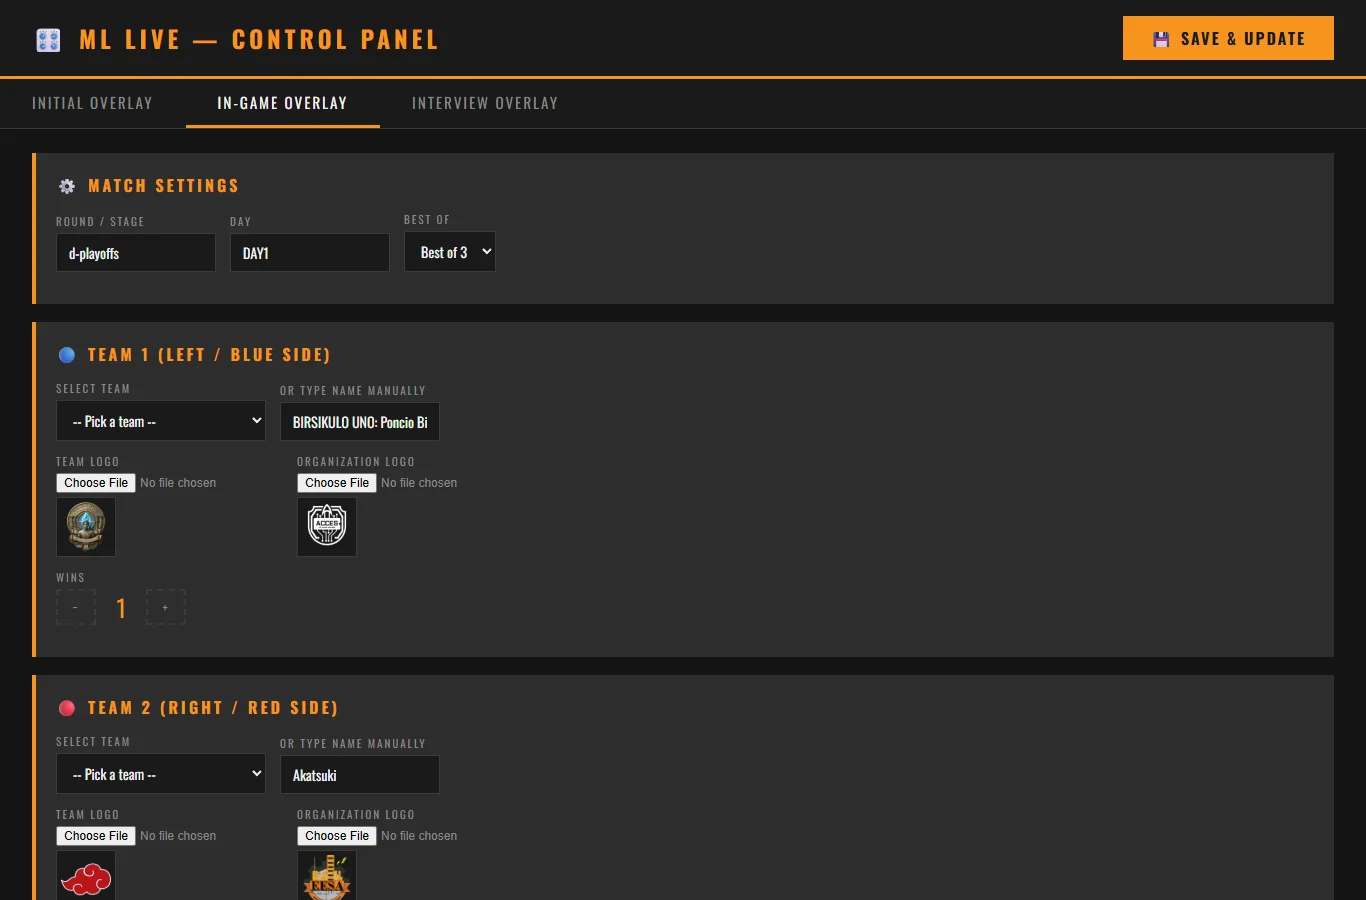 ML LIVE — CONTROL PANEL
SAVE & UPDATE
INITIAL OVERLAY
IN-GAME OVERLAY
INTERVIEW OVERLAY
MATCH SETTINGS
ROUND / STAGE
DAY
BEST OF
d-playoffs
DAY1
Best of 3
TEAM 1 (LEFT / BLUE SIDE)
SELECT TEAM
OR TYPE NAME MANUALLY
-- Pick a team --
BIRSIKULO UNO: Poncio Bi
TEAM LOGO
ORGANIZATION LOGO
Choose File No file chosen
Choose File No file chosen
ACCES
WINS
-
1
+
TEAM 2 (RIGHT / RED SIDE)
SELECT TEAM
OR TYPE NAME MANUALLY
-- Pick a team --
Akatsuki
TEAM LOGO
ORGANIZATION LOGO
Choose File No file chosen
Choose File No file chosen
EESA